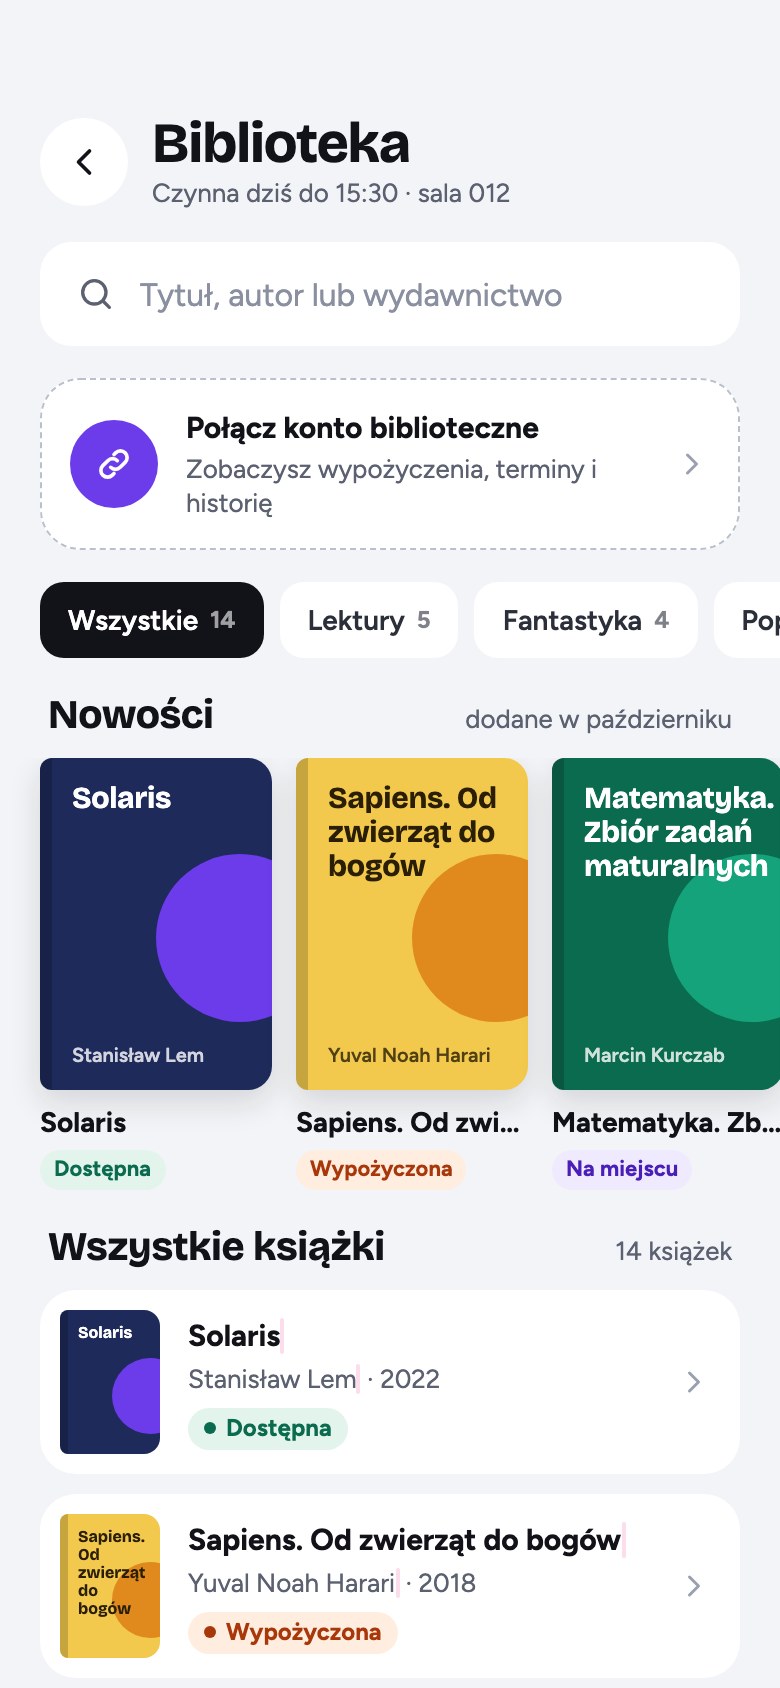 Biblioteka
Czynna dziś do 15:30 · sala 012
Tytuł, autor lub wydawnictwo
Połącz konto biblioteczne
Zobaczysz wypożyczenia, terminy i
historię
Wszystkie 14
Lektury 5
Fantastyka 4
Pop
Nowości
dodane w październiku
Solaris
Stanisław Lem
Solaris
Dostępna
Sapiens. Od
zwierząt do
bogów
Yuval Noah Harari
Sapiens. Od zwi...
Wypożyczona
Matematyka.
Zbiór zadań
maturalnych
Marcin Kurczab
Matematyka. Zb...
Na miejscu
Wszystkie książki
14 książek
Solaris
Solaris
Stanisław Lem · 2022
Dostępna
Sapiens.
Od
zwierząt
do
bogów
Sapiens. Od zwierząt do bogów
Yuval Noah Harari · 2018
Wypożyczona